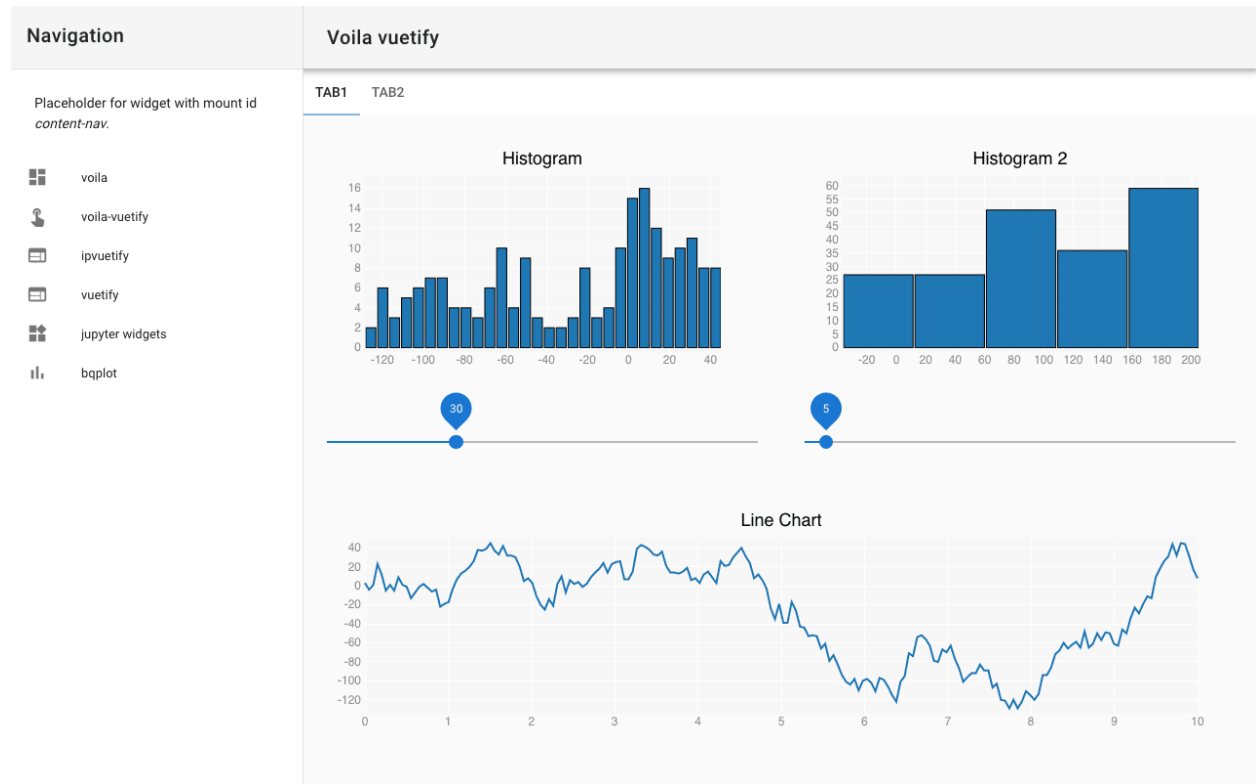 Navigation
Voila vuetify
Placeholder for widget with mount id
content-nav.
voila
voila-vuetify
ipvuetify
vuetify
jupyter widgets
bqplot
TAB1 TAB2
Histogram
16
14
12
10
8
6
4
2
0
-120 -100 -80 -60 -40 -20 0 20 40
30
Histogram 2
60
55
50
45
40
35
30
25
20
15
10
5
0
-20 0 20 40 60 80 100 120 140 160 180 200
5
Line Chart
40
20
0
-20
-40
-60
-80
-100
-120
0 1 2 3 4 5 6 7 8 9 10